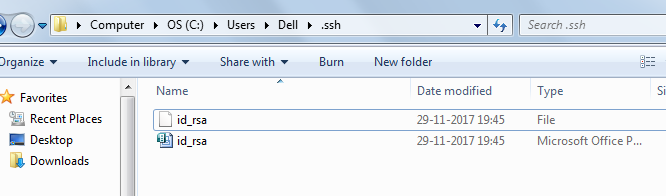 Computer OS (C:) Users Dell .ssh Search .ssh
Organize Include in library Share with Burn New folder
Favorites
Recent Places
Desktop
Downloads
Name Date modified Type Si
id_rsa 29-11-2017 19:45 File
id_rsa 29-11-2017 19:45 Microsoft Office P...